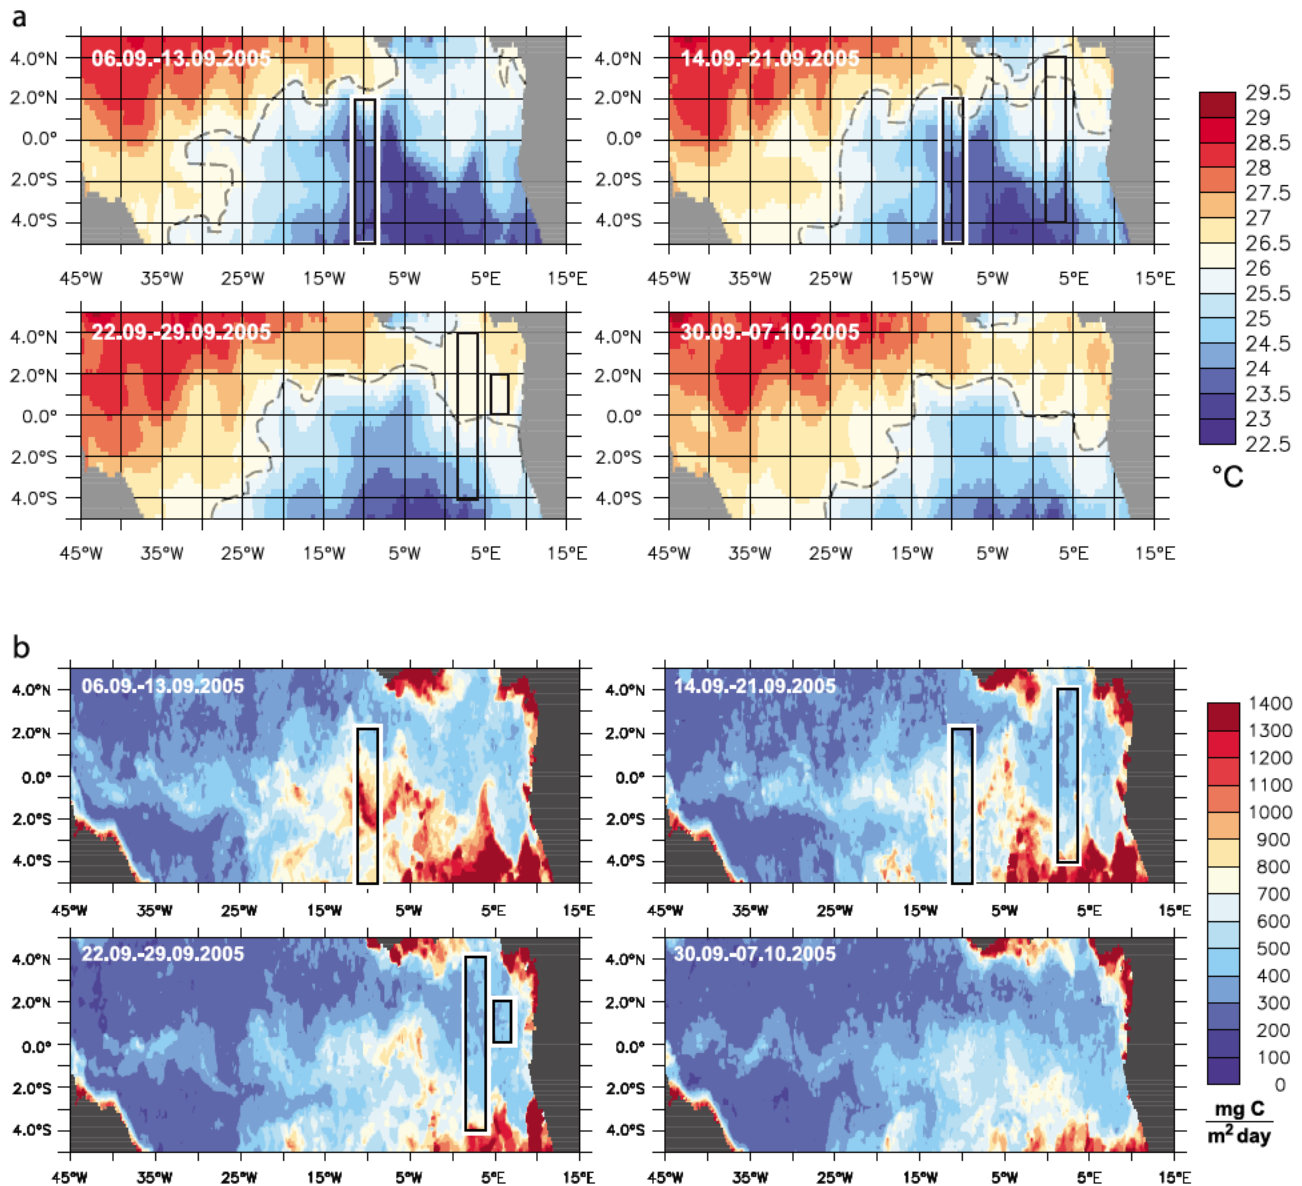 a
06.09.-13.09.2005
14.09.-21.09.2005
4.0°N 2.0°N 0.0° 2.0°S 4.0°S
4.0°N 2.0°N 0.0° 2.0°S 4.0°S
45°W 35°W 25°W 15°W 5°W 5°E 15°E
45°W 35°W 25°W 15°W 5°W 5°E 15°E
22.09.-29.09.2005
30.09.-07.10.2005
4.0°N 2.0°N 0.0° 2.0°S 4.0°S
4.0°N 2.0°N 0.0° 2.0°S 4.0°S
45°W 35°W 25°W 15°W 5°W 5°E 15°E
45°W 35°W 25°W 15°W 5°W 5°E 15°E
29.5
29
28.5
28
27.5
27
26.5
26
25.5
25
24.5
24
23.5
23
22.5
°C
b
06.09.-13.09.2005
14.09.-21.09.2005
4.0°N 2.0°N 0.0° 2.0°S 4.0°S
4.0°N 2.0°N 0.0° 2.0°S 4.0°S
45°W 35°W 25°W 15°W 5°W 5°E 15°E
45°W 35°W 25°W 15°W 5°W 5°E 15°E
22.09.-29.09.2005
30.09.-07.10.2005
4.0°N 2.0°N 0.0° 2.0°S 4.0°S
4.0°N 2.0°N 0.0° 2.0°S 4.0°S
45°W 35°W 25°W 15°W 5°W 5°E 15°E
45°W 35°W 25°W 15°W 5°W 5°E 15°E
1400
1300
1200
1100
1000
900
800
700
600
500
400
300
200
100
0
mg C
m² day